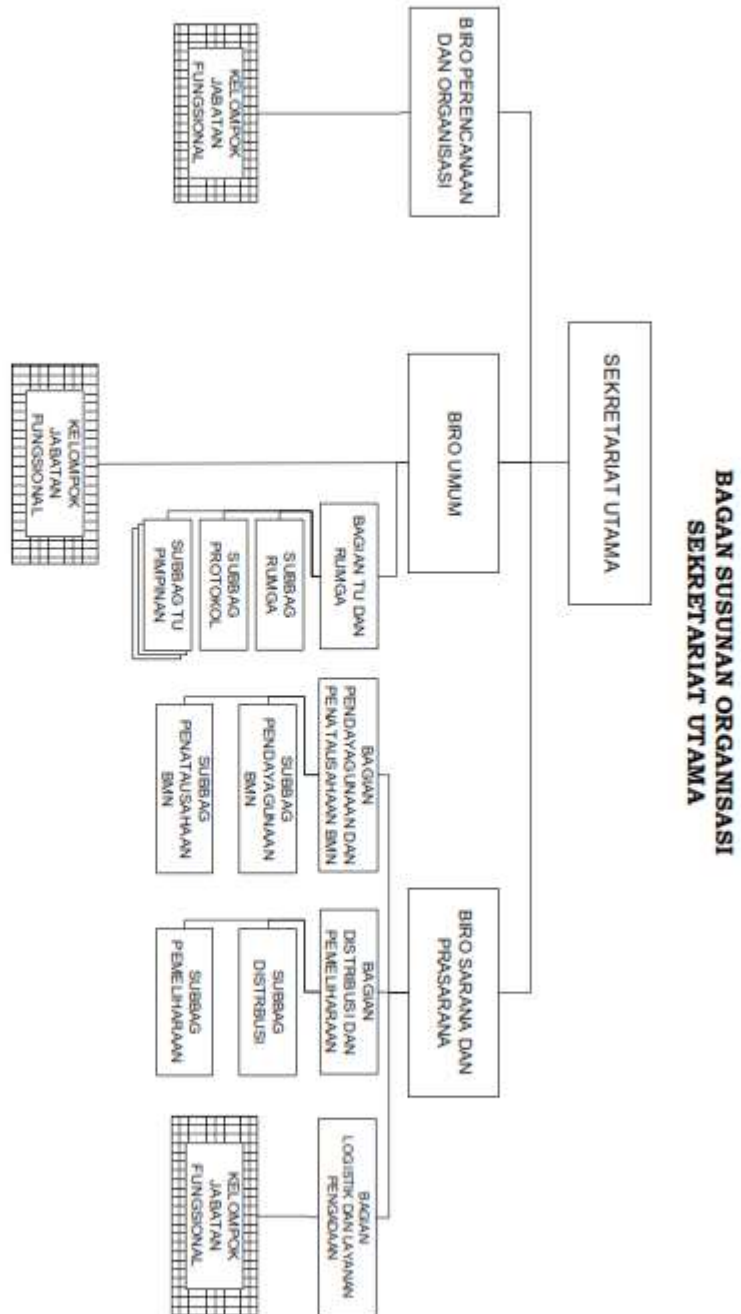 BAGAN SUSUNAN ORGANISASI
SEKRETARIAT UTAMA
SEKRETARIAT UTAMA
BIRO PERENCANAAN
DAN ORGANISASI
BIRO UMUM
BIRO SARANA DAN
PRASARANA
BAGIAN TU DAN
RUMGA
BAGIAN
PENDAYAGUNAAN DAN
PENATAUSAHAAN BMN
BAGIAN
DISTRIBUSI DAN
PEMELIHARAAN
BAGIAN
LOGISTIK DAN LAYANAN
PENGADAAN
KELOMPOK
JABATAN
FUNGSIONAL
SUBBAG
RUMGA
SUBBAG
PROTOKOL
SUBBAG TU
PIMPINAN
SUBBAG
PENDAYAGUNAAN
BMN
SUBBAG
PENATAUSAHAAN
BMN
SUBBAG
DISTRBUSI
SUBBAG
PEMELIHARAAN
KELOMPOK
JABATAN
FUNGSIONAL
KELOMPOK
JABATAN
FUNGSIONAL